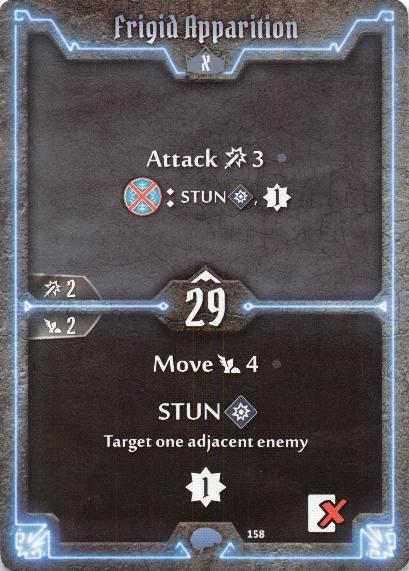 Frigid Apparition
X
Attack 3
: STUN , 1
2
29
2
Move 4
STUN
Target one adjacent enemy
1
158